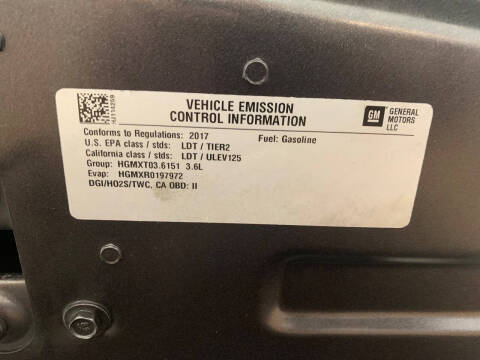 VEHICLE EMISSION
CONTROL INFORMATION
GM GENERAL
MOTORS
LLC
Conforms to Regulations: 2017 Fuel: Gasoline
U.S. EPA class / stds: LDT / TIER2
California class / stds: LDT / ULEV125
Group: HGMXT03.6151 3.6L
Evap: HGMXR0197972
DGI/HO2S/TWC, CA OBD: II